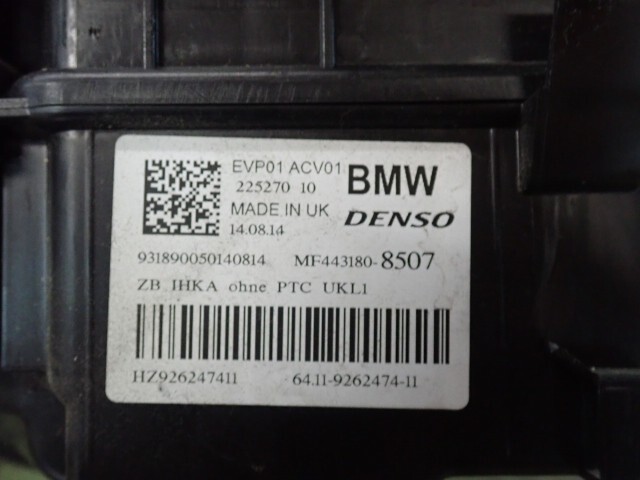 EVP01 ACV01
225270 10
BMW
MADE IN UK
DENSO
14.08.14
931890050140814 MF443180-8507
ZB IHKA ohne PTC UKL1
HZ926247411 64.11-9262474-11